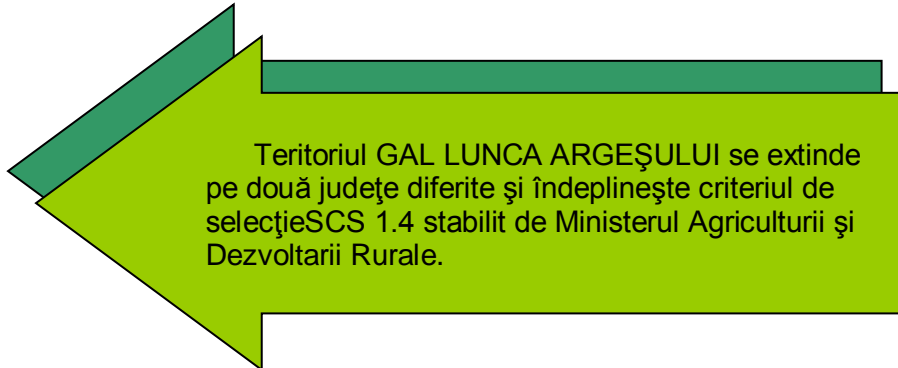 Teritoriul GAL LUNCA ARGEŞULUI se extinde
pe două judeţe diferite şi îndeplineşte criteriul de
selecţieSCS 1.4 stabilit de Ministerul Agriculturii şi
Dezvoltarii Rurale.